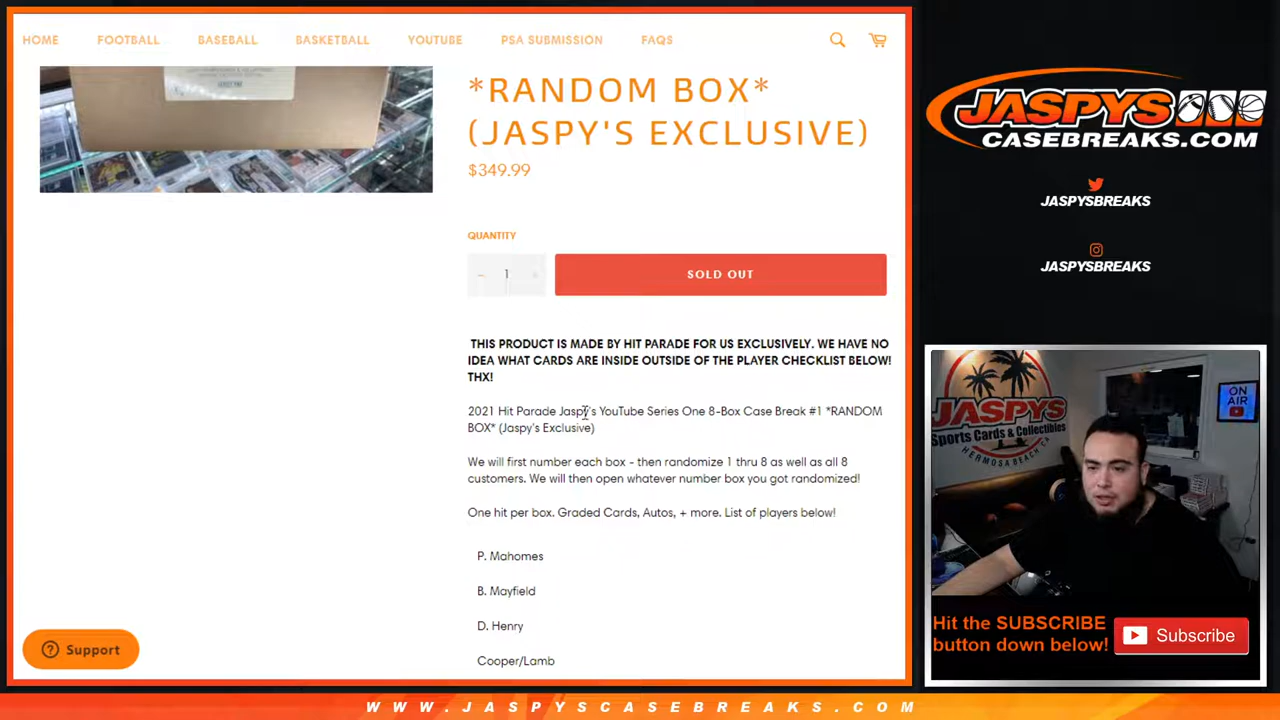 HOME FOOTBALL BASEBALL BASKETBALL YOUTUBE PSA SUBMISSION FAQS
*RANDOM BOX*
(JASPY'S EXCLUSIVE)
$349.99
QUANTITY
− 1 +
SOLD OUT
THIS PRODUCT IS MADE BY HIT PARADE FOR US EXCLUSIVELY. WE HAVE NO
IDEA WHAT CARDS ARE INSIDE OUTSIDE OF THE PLAYER CHECKLIST BELOW!
THX!
2021 Hit Parade Jaspy's YouTube Series One 8-Box Case Break #1 *RANDOM
BOX* (Jaspy's Exclusive)
We will first number each box - then randomize 1 thru 8 as well as all 8
customers. We will then open whatever number box you got randomized!
One hit per box. Graded Cards, Autos, + more. List of players below!
P. Mahomes
B. Mayfield
D. Henry
Cooper/Lamb
Support
JASPYS
CASEBREAKS.COM
JASPYSBREAKS
JASPYSBREAKS
JASPYS
Sports Cards & Collectibles
HERMOSA BEACH, CA
ON
AIR
Hit the SUBSCRIBE
button down below!
Subscribe
WWW.JASPYSCASEBREAKS.COM